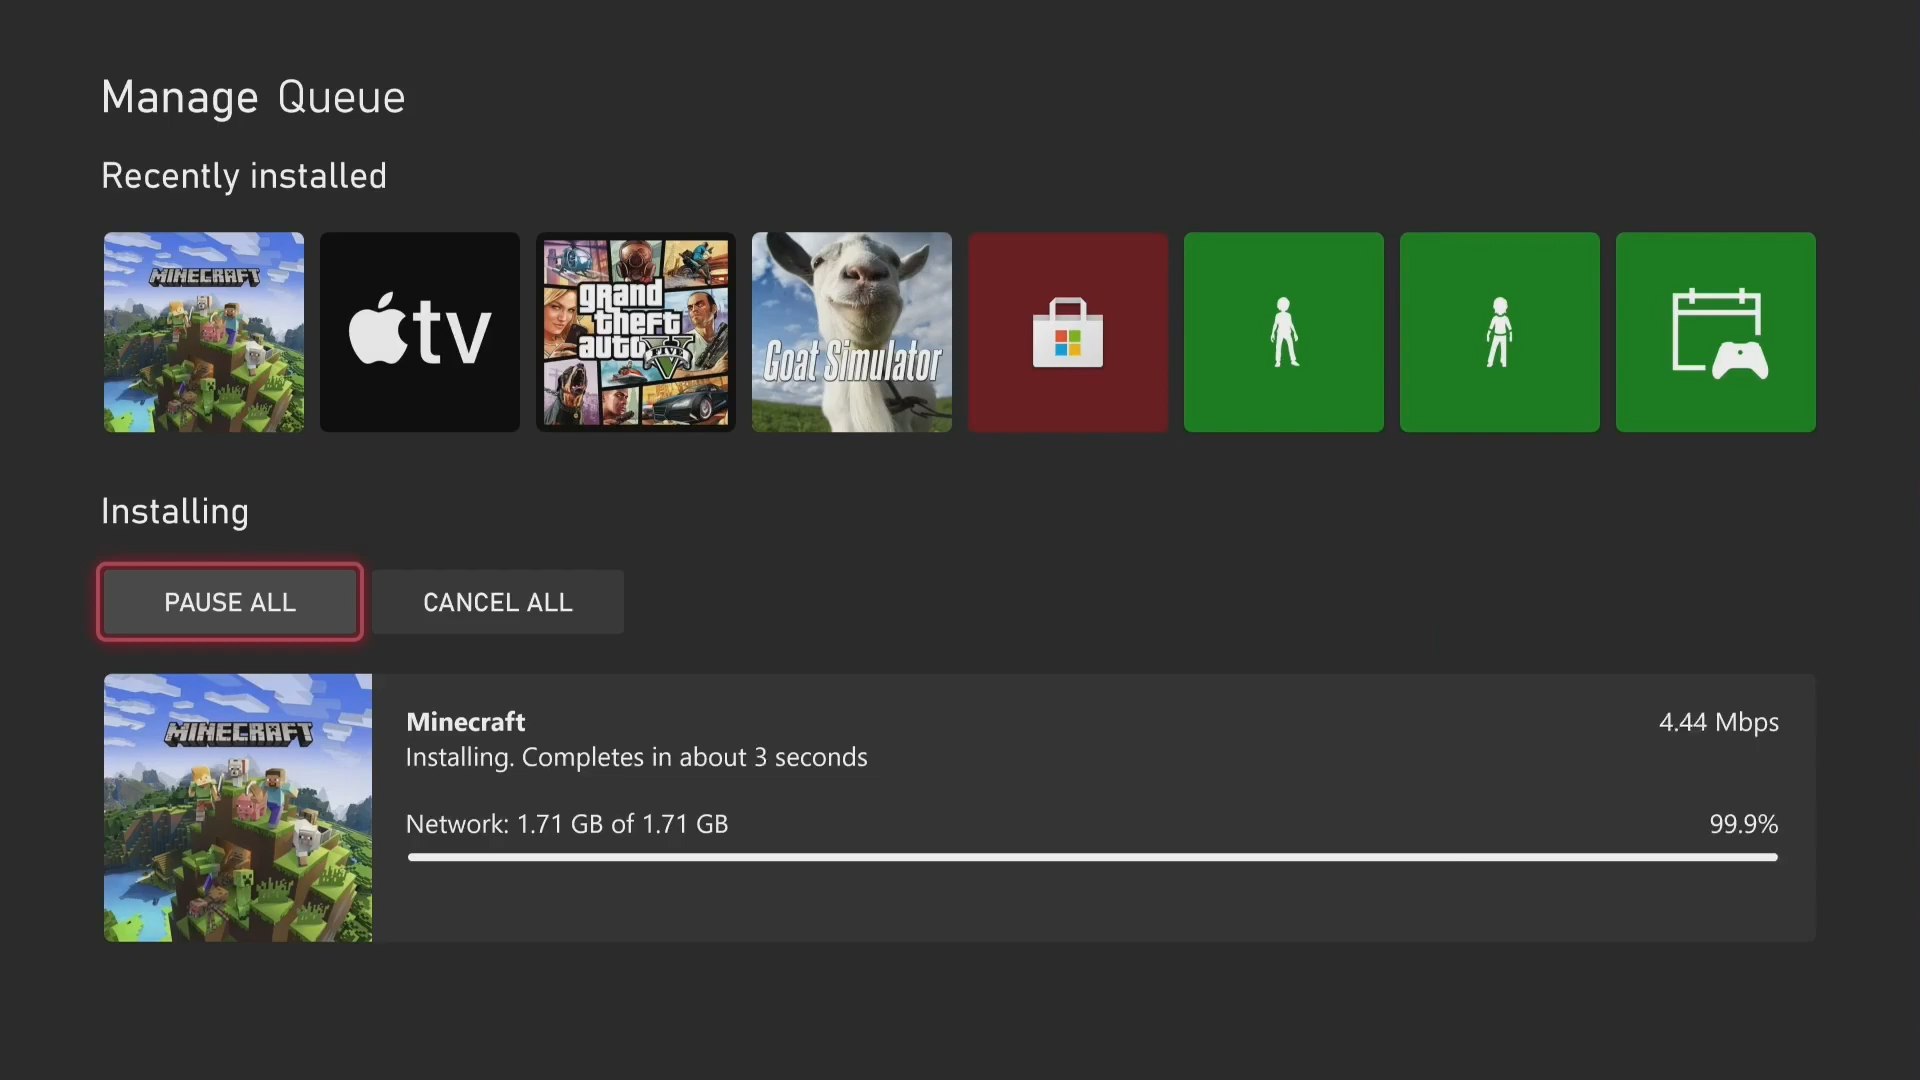 Manage Queue
Recently installed
MINECRAFT
tv
grand
theft
auto
FIVE
V
Goat Simulator
Installing
PAUSE ALL
CANCEL ALL
MINECRAFT
Minecraft
4.44 Mbps
Installing. Completes in about 3 seconds
Network: 1.71 GB of 1.71 GB
99.9%